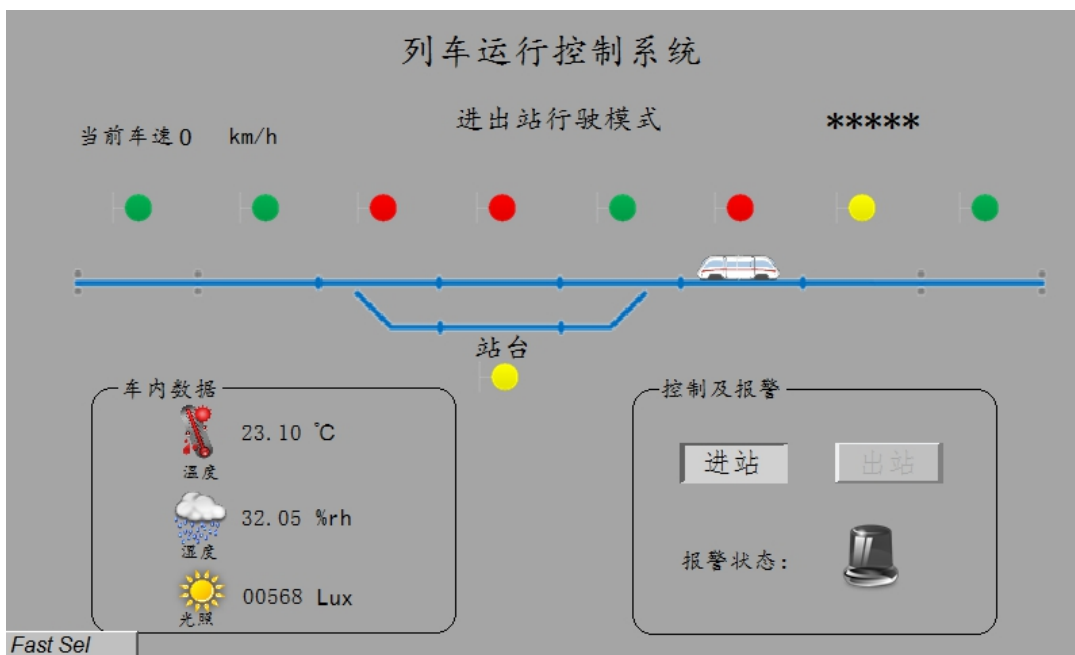 列车运行控制系统
进出站行驶模式
*****
当前车速 0 km/h
站台
车内数据
23.10 ℃
温度
32.05 %rh
湿度
00568 Lux
光照
控制及报警
进站
出站
报警状态:
Fast Sel